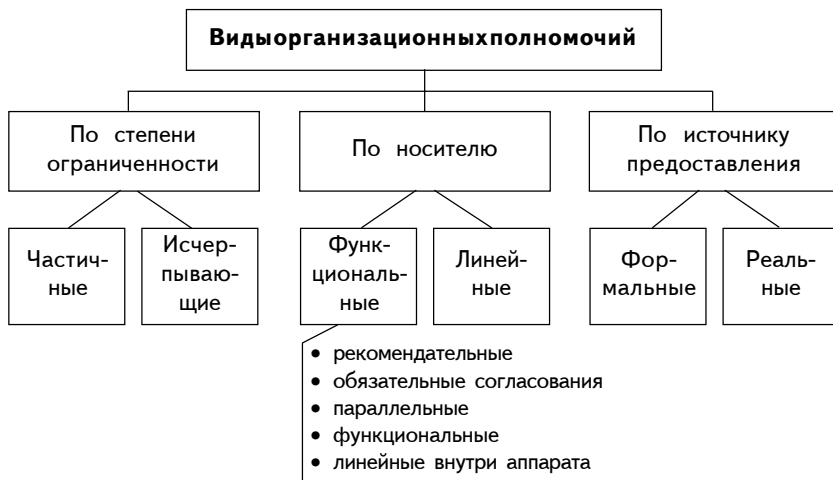 Видыорганизационныхполномочий
По степени
ограниченности
По носителю
По источнику
предоставления
Частич-
ные
Исчер-
пываю-
щие
Функ-
циональ-
ные
Линей-
ные
Фор-
мальные
Реаль-
ные
• рекомендательные
• обязательные согласования
• параллельные
• функциональные
• линейные внутри аппарата